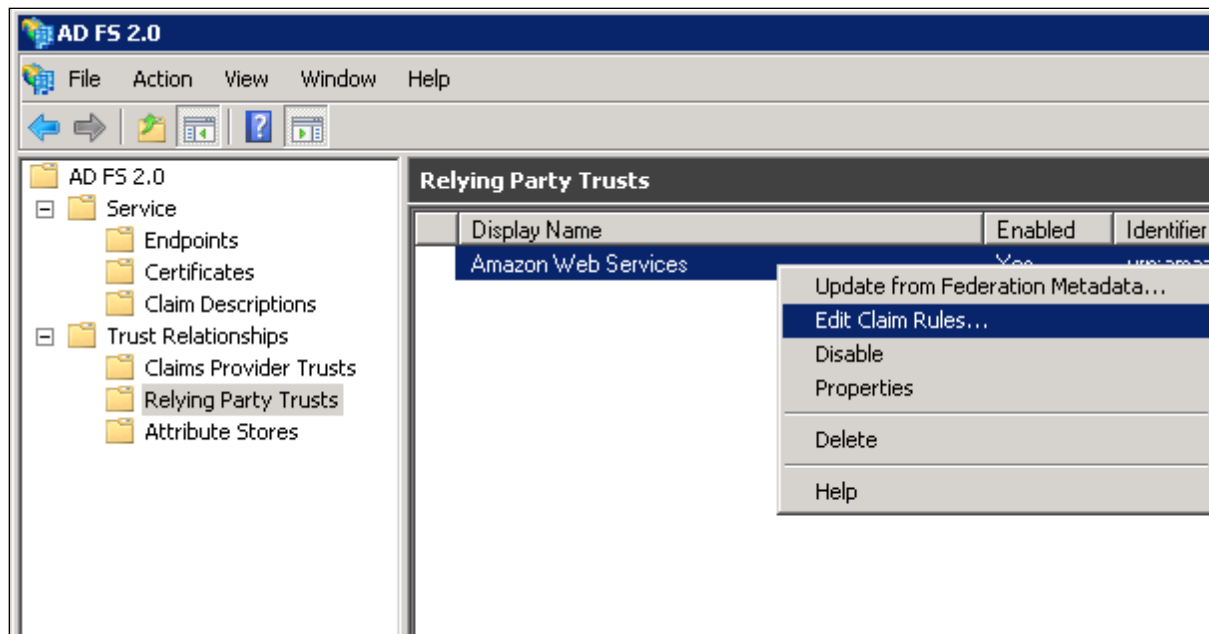 AD FS 2.0
File Action View Window Help
AD FS 2.0
Service
Endpoints
Certificates
Claim Descriptions
Trust Relationships
Claims Provider Trusts
Relying Party Trusts
Attribute Stores
Relying Party Trusts
Display Name Enabled Identifier
Amazon Web Services Yes
Update from Federation Metadata...
Edit Claim Rules...
Disable
Properties
Delete
Help